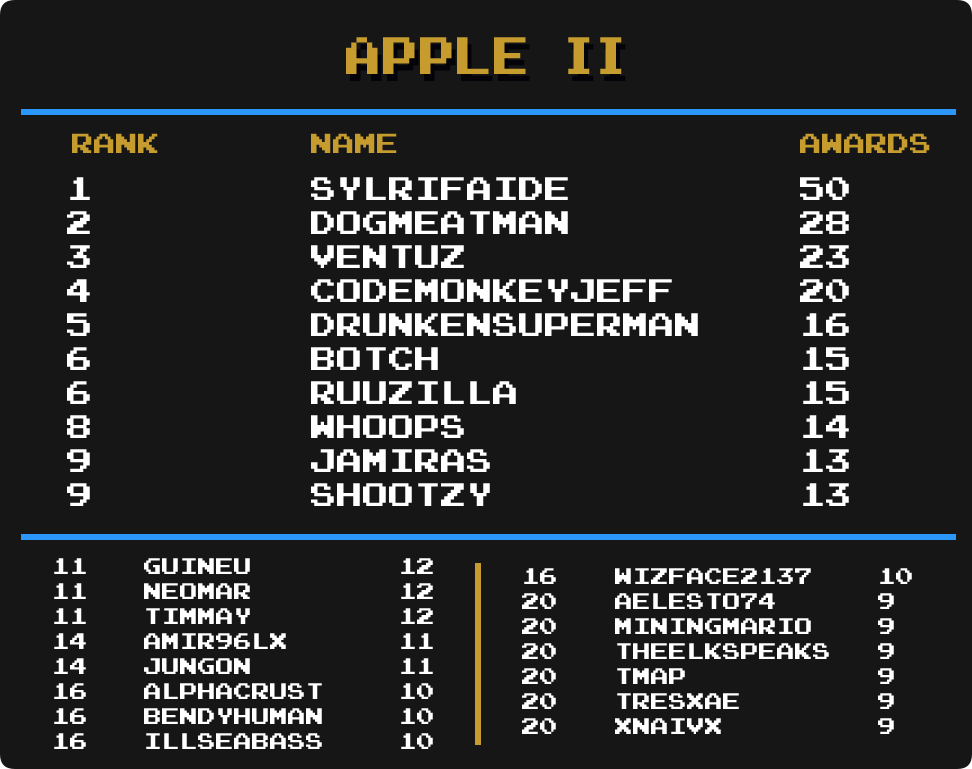 APPLE II
RANK NAME AWARDS
1 SYLRIFAIDE 50
2 DOGMEATMAN 28
3 VENTUZ 23
4 CODEMONKEYJEFF 20
5 DRUNKENSUPERMAN 16
6 BOTCH 15
6 RUUZILLA 15
8 WHOOPS 14
9 JAMIRAS 13
9 SHOOTZY 13
11 GUINEU 12
11 NEOMAR 12
11 TIMMAY 12
14 AMIR96LX 11
14 JUNGON 11
16 ALPHACRUST 10
16 BENDYHUMAN 10
16 ILLSEABASS 10
16 WIZFACE2137 10
20 AELESTO74 9
20 MININGMARIO 9
20 THEELKSPEAKS 9
20 TMAP 9
20 TRESXAE 9
20 XNAIVX 9